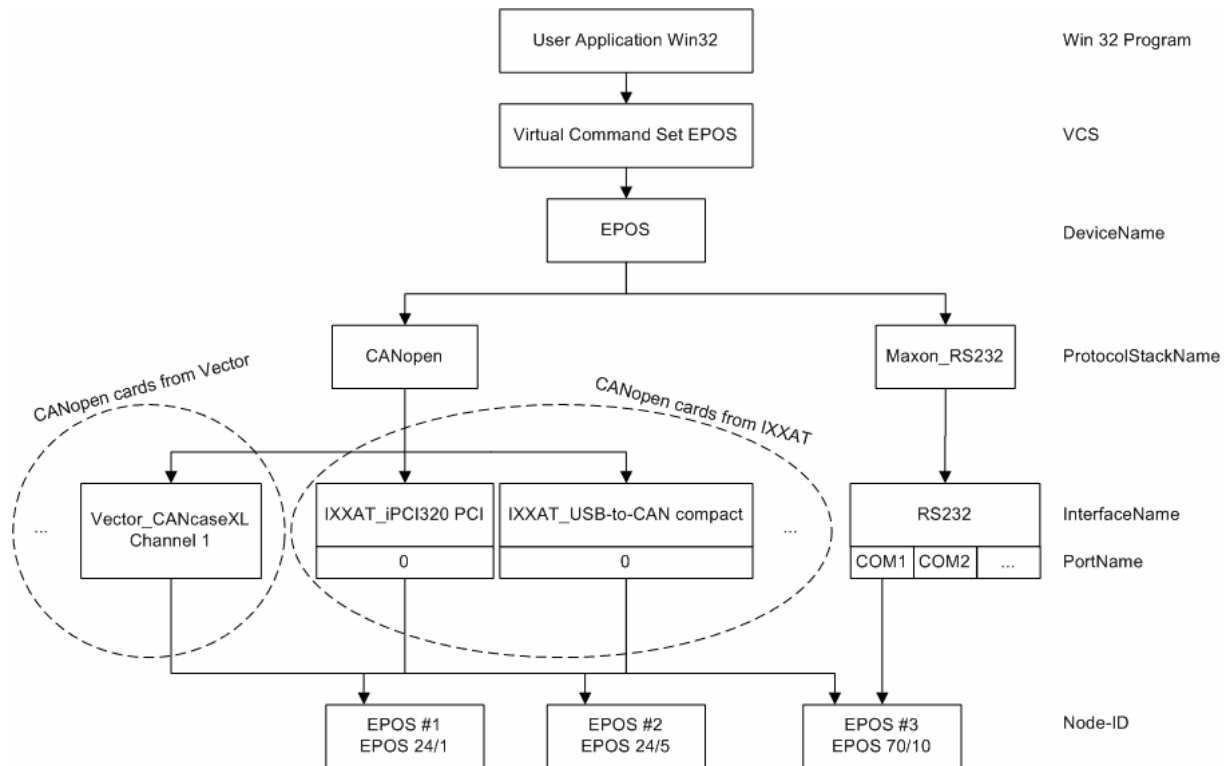 User Application Win32
Win 32 Program
Virtual Command Set EPOS
VCS
EPOS
DeviceName
CANopen
Maxon_RS232
ProtocolStackName
CANopen cards from Vector
CANopen cards from IXXAT
...
Vector_CANcaseXL
Channel 1
IXXAT_iPCI320 PCI
IXXAT_USB-to-CAN compact
...
RS232
InterfaceName
0
0
COM1
COM2
...
PortName
EPOS #1
EPOS 24/1
EPOS #2
EPOS 24/5
EPOS #3
EPOS 70/10
Node-ID